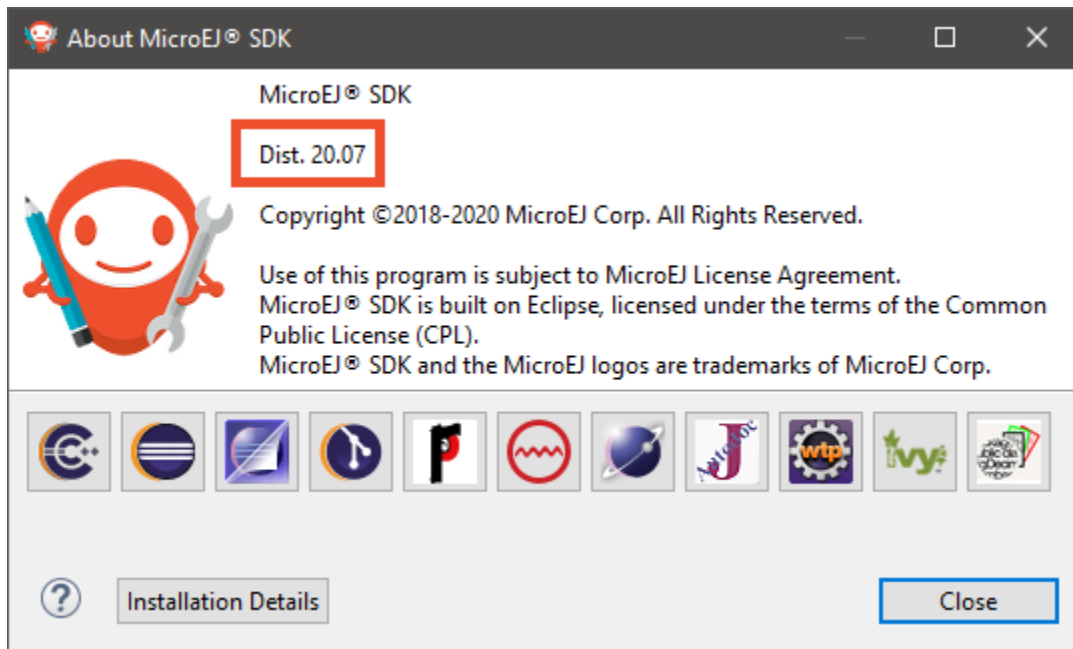 About MicroEJ® SDK
MicroEJ® SDK
Dist. 20.07
Copyright ©2018-2020 MicroEJ Corp. All Rights Reserved.
Use of this program is subject to MicroEJ License Agreement.
MicroEJ® SDK is built on Eclipse, licensed under the terms of the Common
Public License (CPL).
MicroEJ® SDK and the MicroEJ logos are trademarks of MicroEJ Corp.
Autodoc J wtp ivy
? Installation Details Close